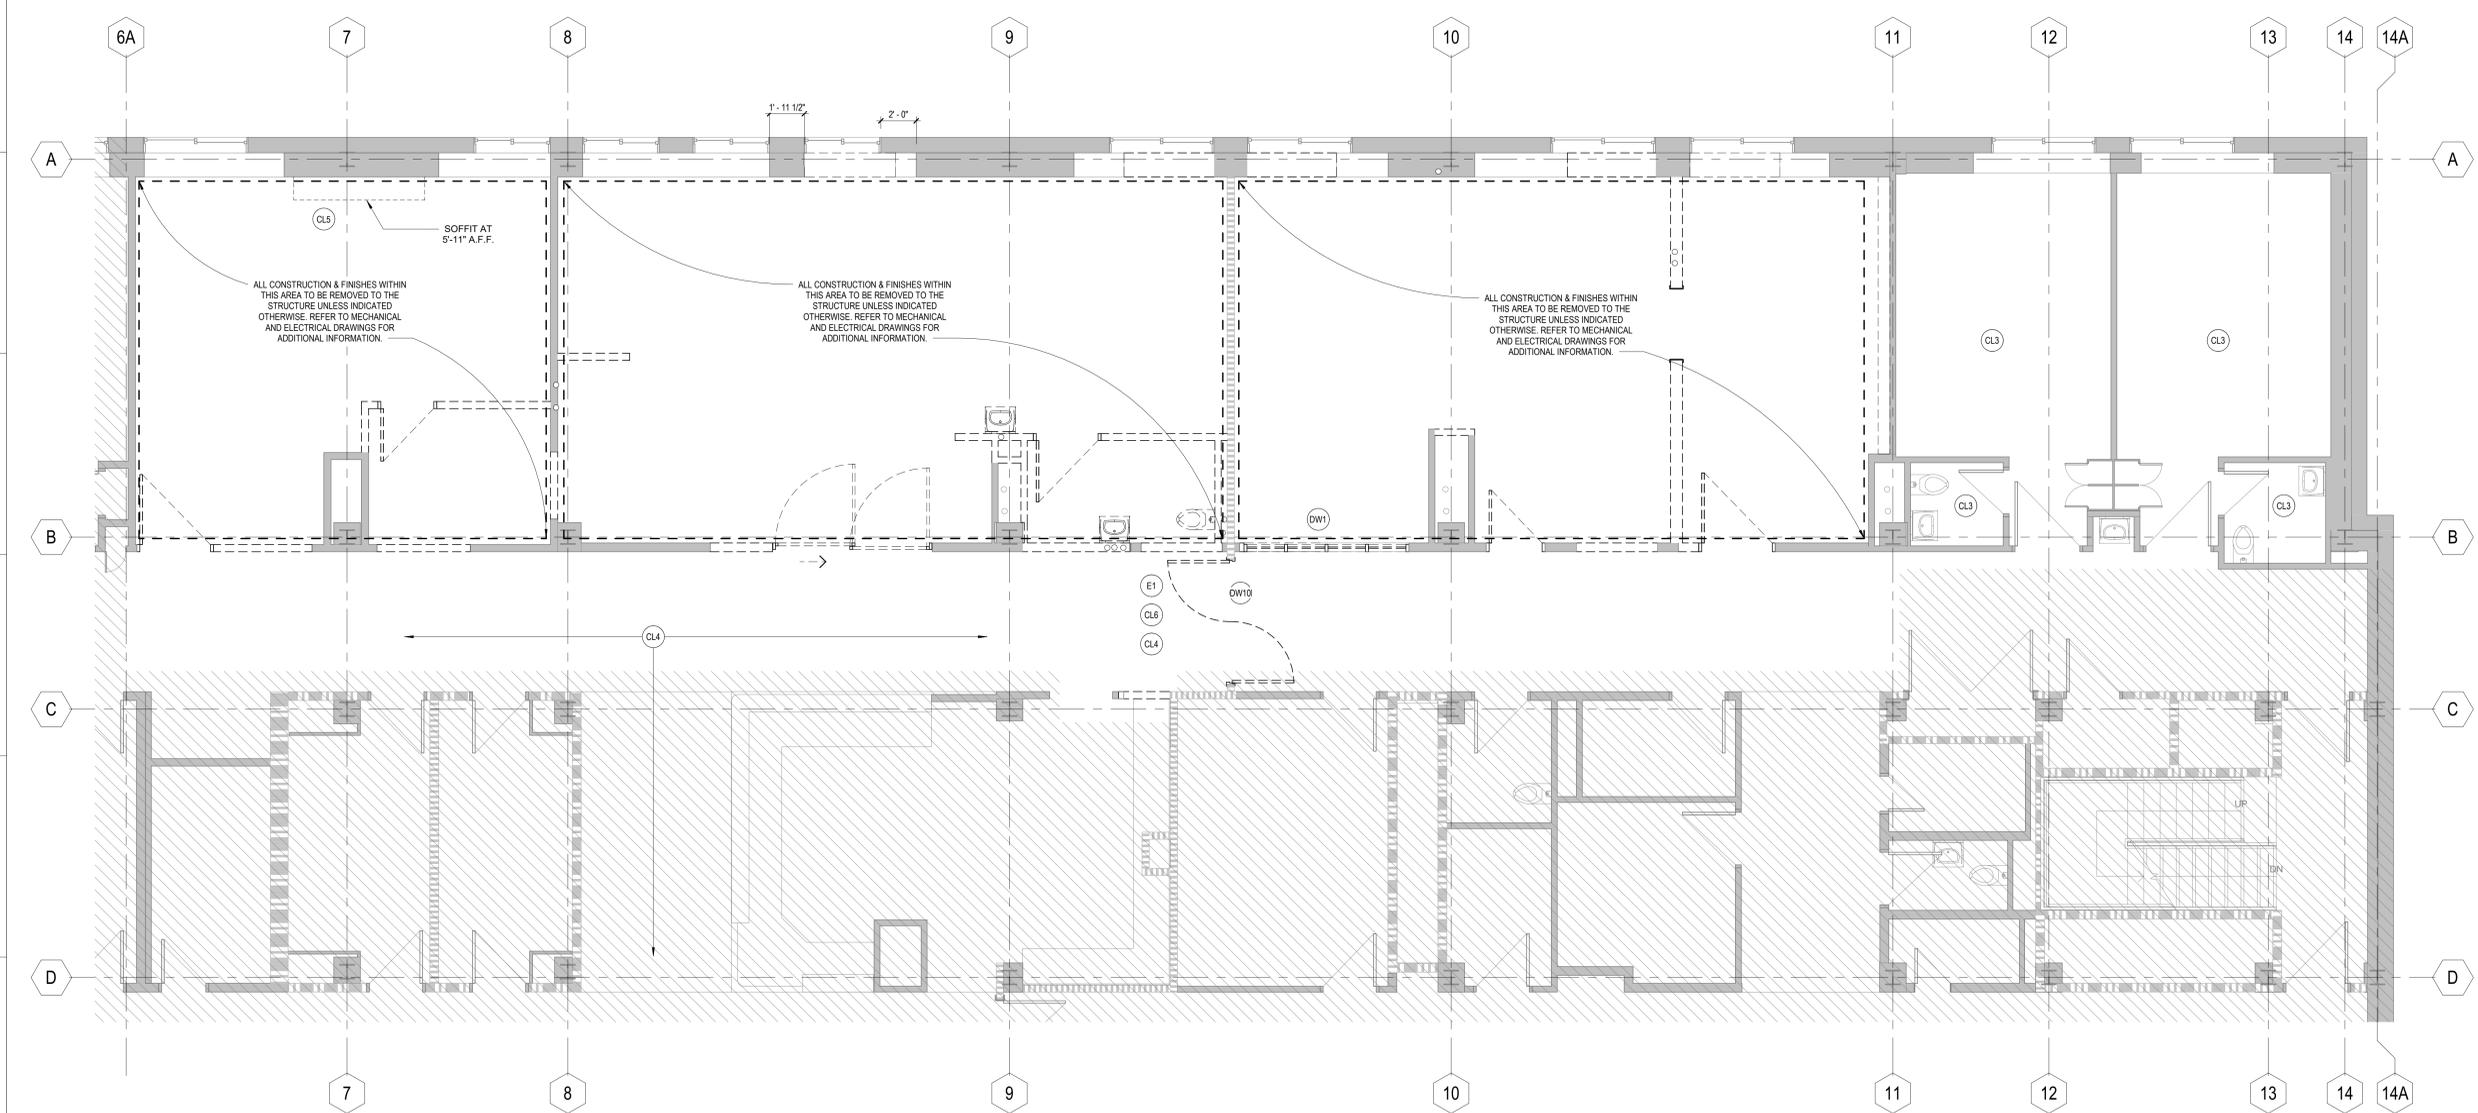 6A
7
8
9
10
11
12
13
14
14A
1' - 11 1/2"
2' - 0"
A
A
CL5
SOFFIT AT
5'-11" A.F.F.
ALL CONSTRUCTION & FINISHES WITHIN
THIS AREA TO BE REMOVED TO THE
STRUCTURE UNLESS INDICATED
OTHERWISE. REFER TO MECHANICAL
AND ELECTRICAL DRAWINGS FOR
ADDITIONAL INFORMATION.
ALL CONSTRUCTION & FINISHES WITHIN
THIS AREA TO BE REMOVED TO THE
STRUCTURE UNLESS INDICATED
OTHERWISE. REFER TO MECHANICAL
AND ELECTRICAL DRAWINGS FOR
ADDITIONAL INFORMATION.
ALL CONSTRUCTION & FINISHES WITHIN
THIS AREA TO BE REMOVED TO THE
STRUCTURE UNLESS INDICATED
OTHERWISE. REFER TO MECHANICAL
AND ELECTRICAL DRAWINGS FOR
ADDITIONAL INFORMATION.
CL3
CL3
CL3
CL3
DW1
B
B
E1
DW10
CL6
CL4
CL4
C
C
UP
DN
D
D
7
8
9
10
11
12
13
14
14A